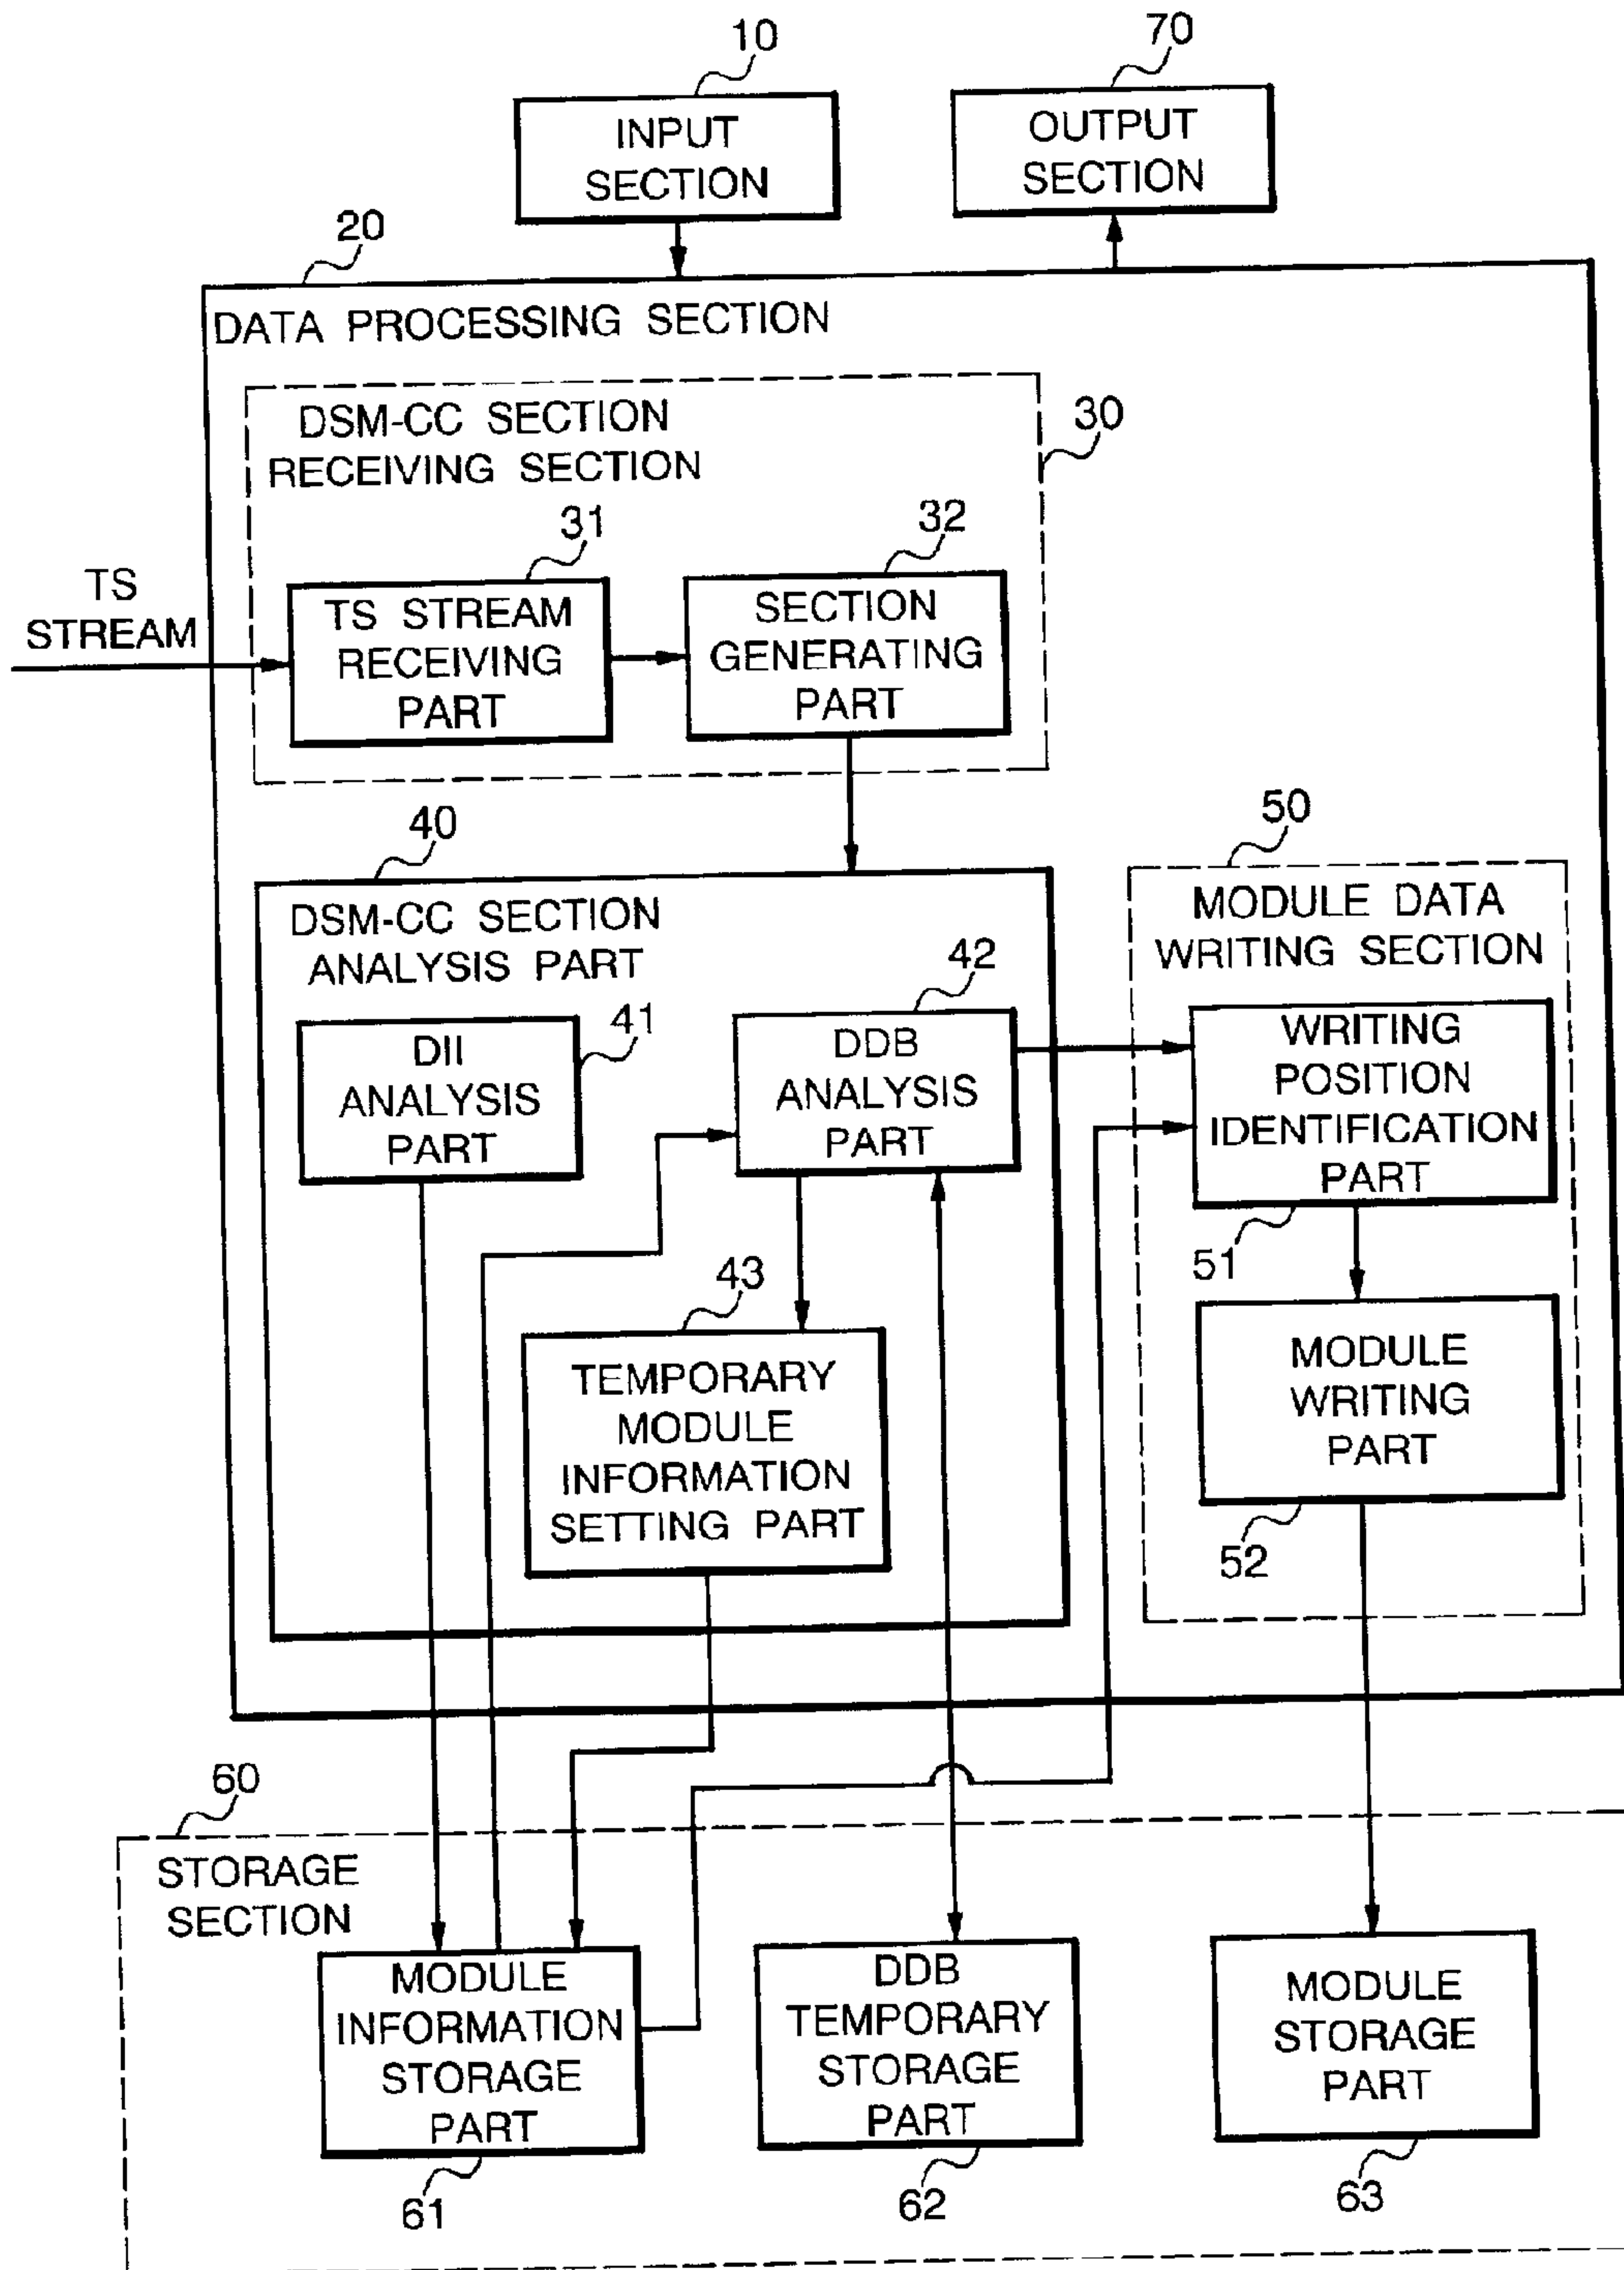 10
INPUT
SECTION
70
OUTPUT
SECTION
20
DATA PROCESSING SECTION
DSM-CC SECTION
RECEIVING SECTION
30
31
TS STREAM
RECEIVING
PART
32
SECTION
GENERATING
PART
TS
STREAM
40
DSM-CC SECTION
ANALYSIS PART
DII
ANALYSIS
PART
41
42
DDB
ANALYSIS
PART
43
TEMPORARY
MODULE
INFORMATION
SETTING PART
50
MODULE DATA
WRITING SECTION
WRITING
POSITION
IDENTIFICATION
PART
51
MODULE
WRITING
PART
52
60
STORAGE
SECTION
MODULE
INFORMATION
STORAGE
PART
61
DDB
TEMPORARY
STORAGE
PART
62
MODULE
STORAGE
PART
63